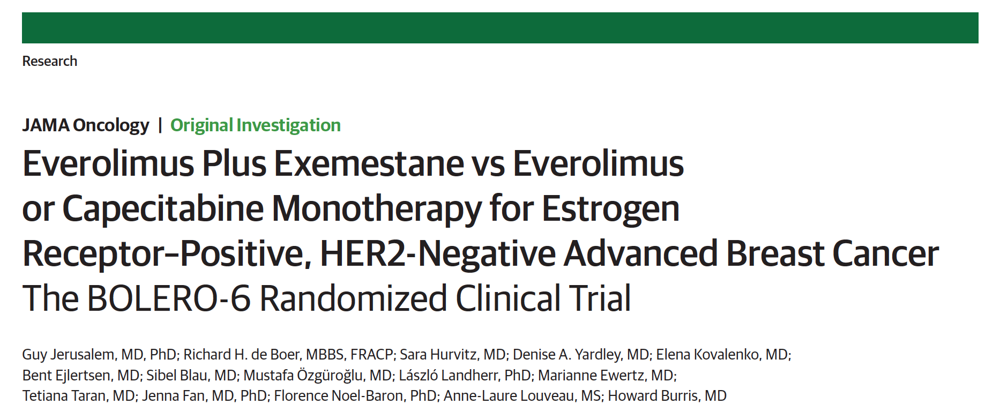 Research
JAMA Oncology | Original Investigation
Everolimus Plus Exemestane vs Everolimus
or Capecitabine Monotherapy for Estrogen
Receptor–Positive, HER2-Negative Advanced Breast Cancer
The BOLERO-6 Randomized Clinical Trial
Guy Jerusalem, MD, PhD; Richard H. de Boer, MBBS, FRACP; Sara Hurvitz, MD; Denise A. Yardley, MD; Elena Kovalenko, MD;
Bent Ejlertsen, MD; Sibel Blau, MD; Mustafa Özgüroğlu, MD; László Landherr, PhD; Marianne Ewertz, MD;
Tetiana Taran, MD; Jenna Fan, MD, PhD; Florence Noel-Baron, PhD; Anne-Laure Louveau, MS; Howard Burris, MD